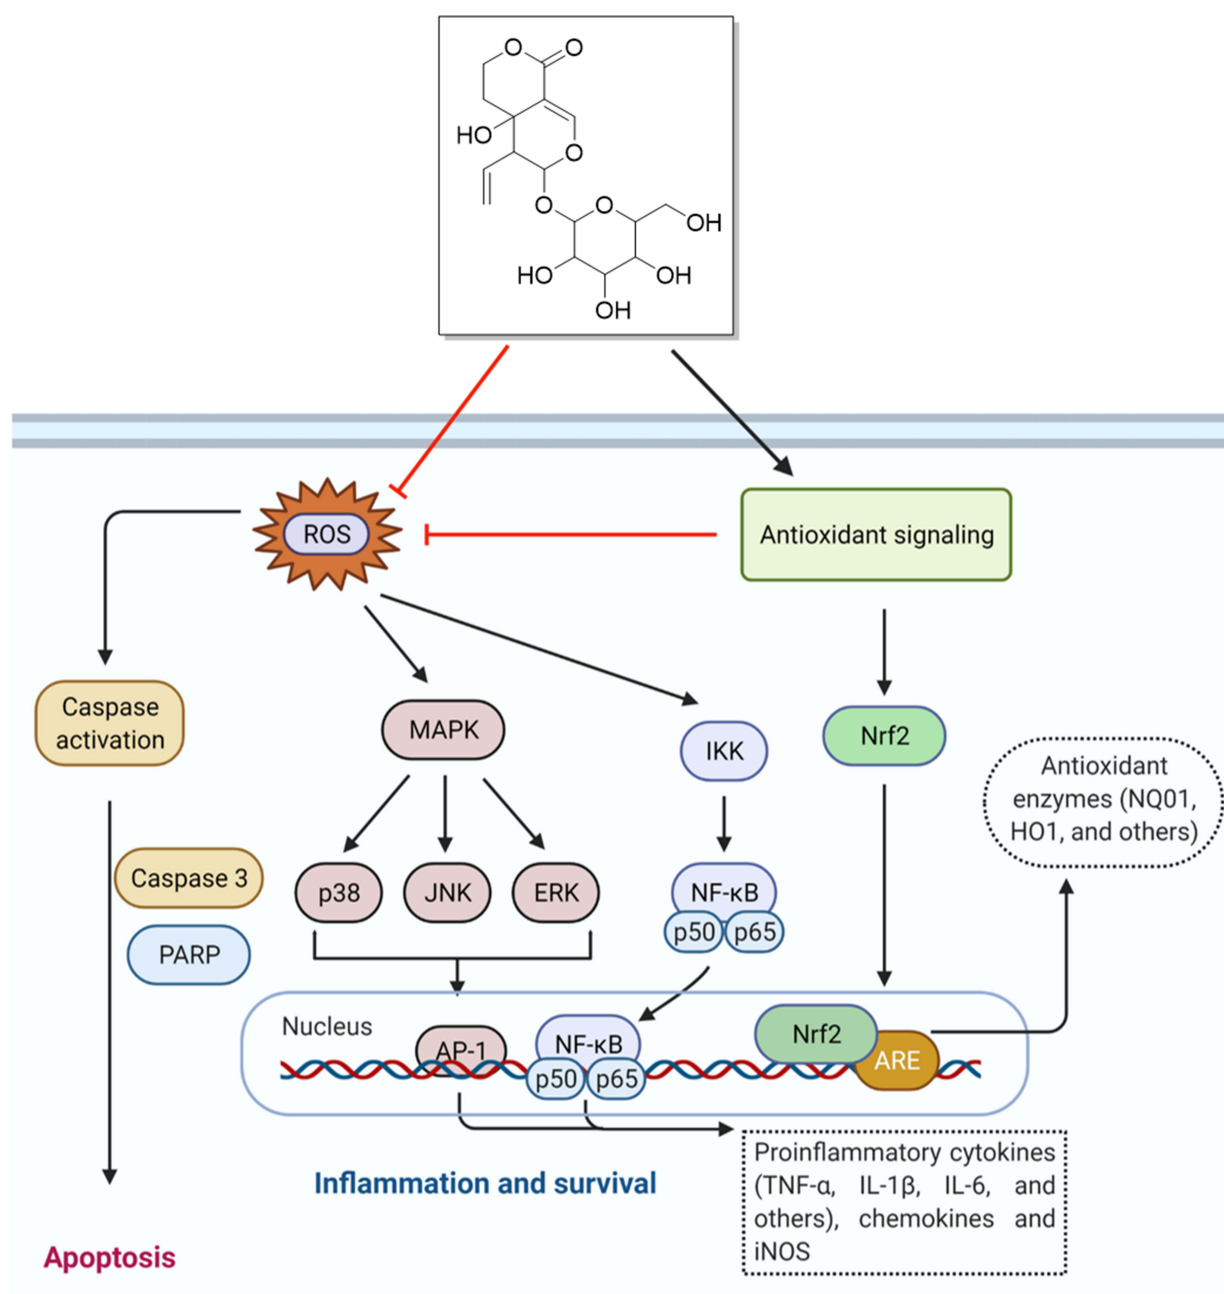 O
O
HO
O
O
O
OH
HO
OH
OH
ROS
Antioxidant signaling
Caspase
activation
MAPK
IKK
Nrf2
Antioxidant
enzymes (NQ01,
HO1, and others)
Caspase 3
p38
JNK
ERK
NF-κB
p50
p65
PARP
Nucleus
AP-1
NF-κB
p50
p65
Nrf2
ARE
Proinflammatory cytokines
(TNF-α, IL-1β, IL-6, and
others), chemokines and
iNOS
Inflammation and survival
Apoptosis